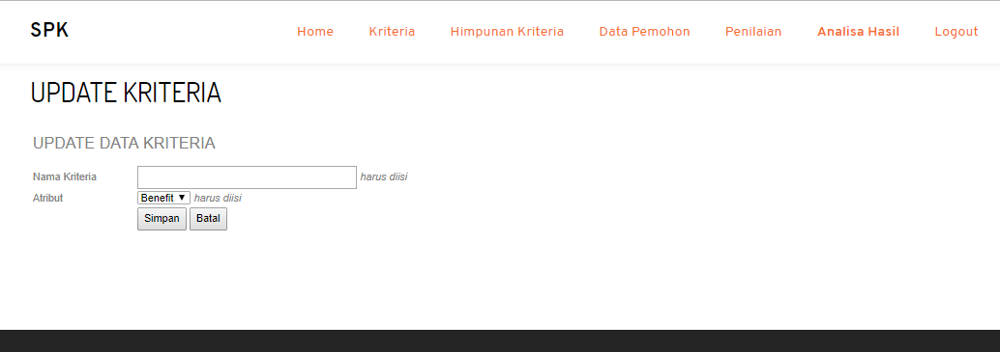 SPK Home Kriteria Himpunan Kriteria Data Pemohon Penilaian Analisa Hasil Logout
UPDATE KRITERIA
UPDATE DATA KRITERIA
Nama Kriteria harus diisi
Atribut Benefit harus diisi
Simpan Batal